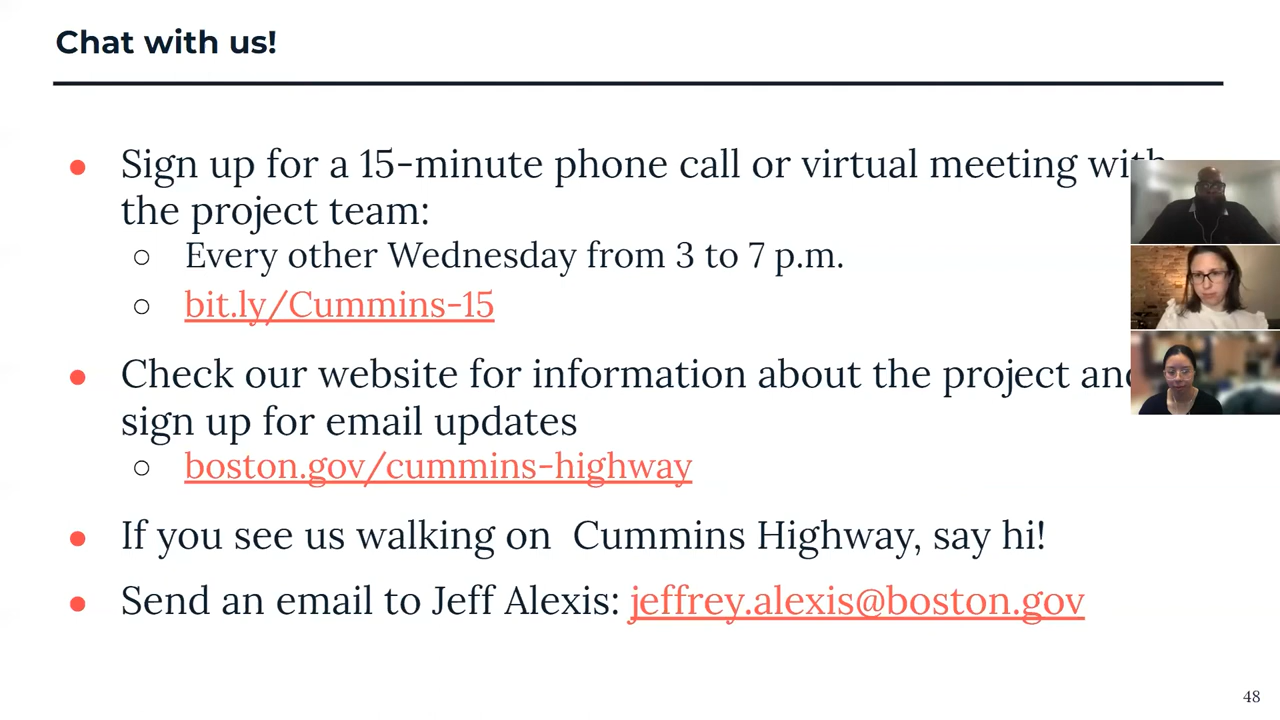 Chat with us!
● Sign up for a 15-minute phone call or virtual meeting with
the project team:
○ Every other Wednesday from 3 to 7 p.m.
○ bit.ly/Cummins-15
● Check our website for information about the project and
sign up for email updates
○ boston.gov/cummins-highway
● If you see us walking on  Cummins Highway, say hi!
● Send an email to Jeff Alexis: jeffrey.alexis@boston.gov
48